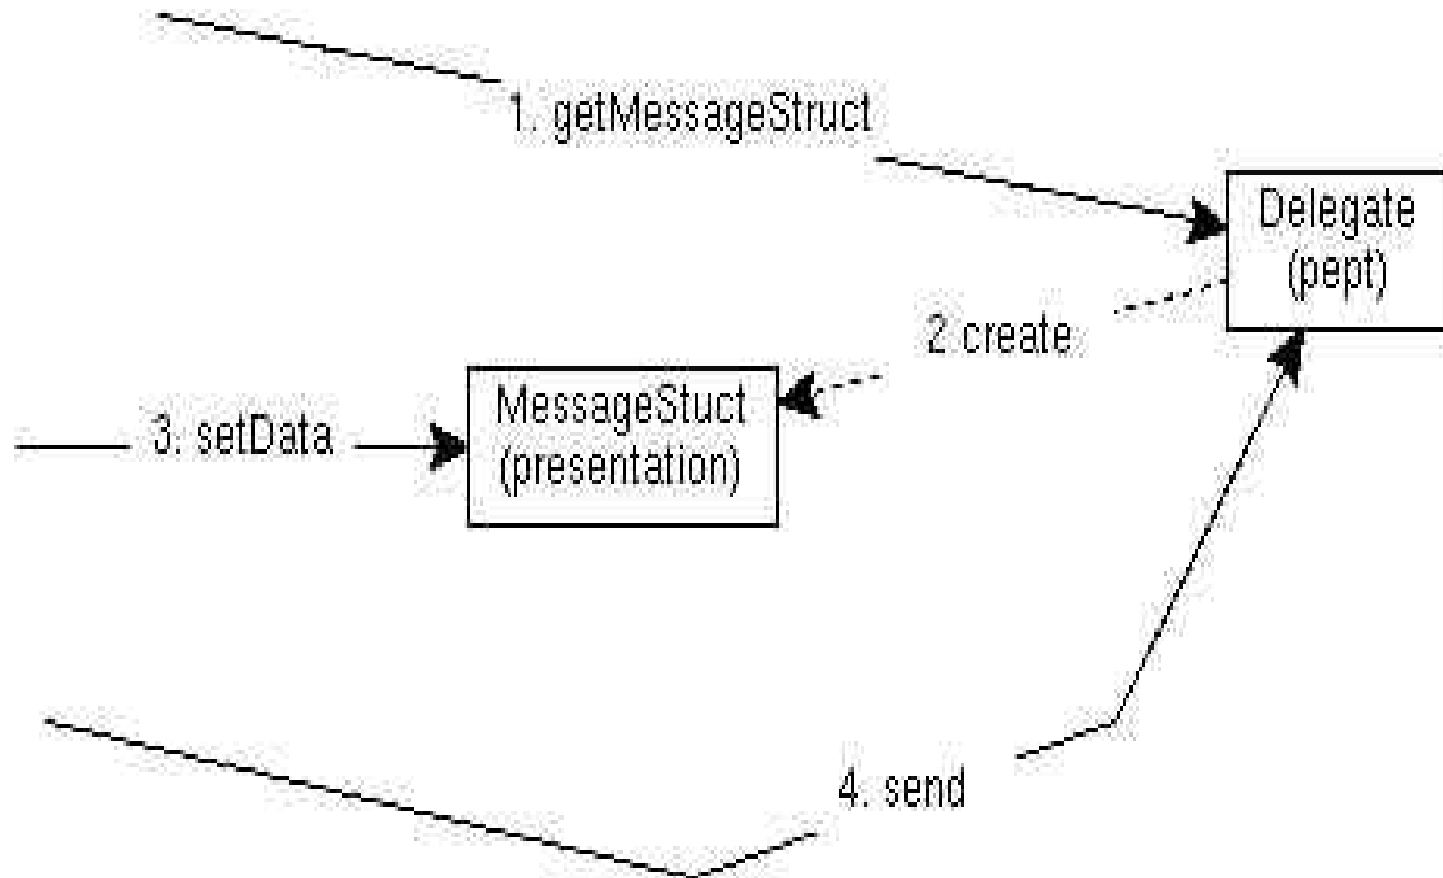 1. getMessageStruct
Delegate
(pept)
2.create
MessageStuct
(presentation)
3. setData
4. send